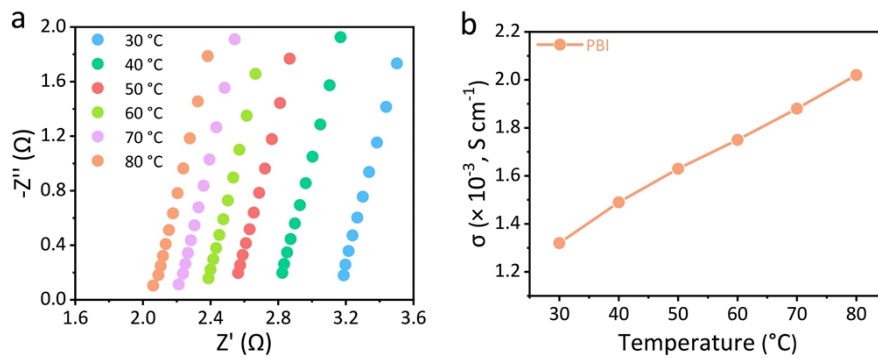 a
2.0
1.6
1.2
0.8
0.4
0.0
-Z'' (Ω)
30 °C
40 °C
50 °C
60 °C
70 °C
80 °C
1.6 2.0 2.4 2.8 3.2 3.6
Z' (Ω)
b
2.2
2.0
1.8
1.6
1.4
1.2
σ (× 10⁻³, S cm⁻¹)
PBI
30 40 50 60 70 80
Temperature (°C)